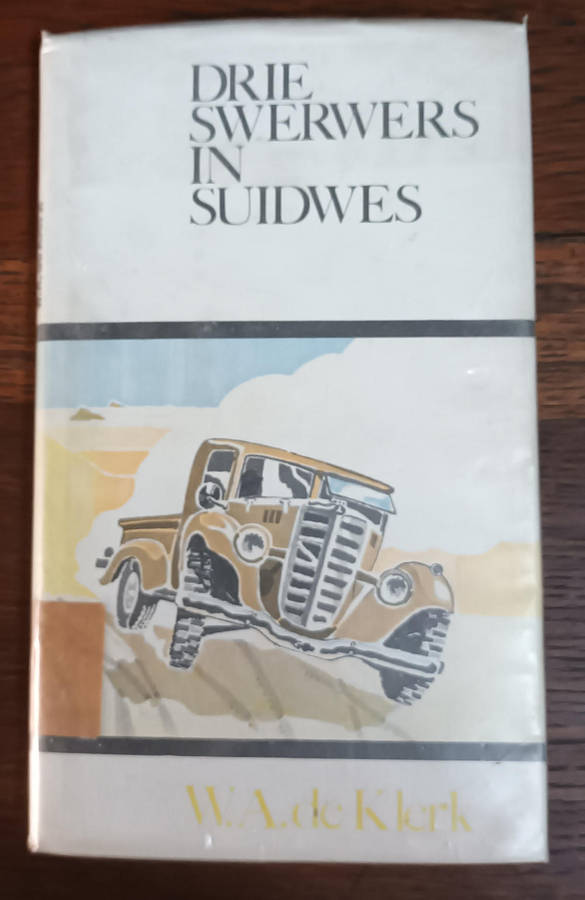 DRIE
SWERWERS
IN
SUIDWES
W.A. de Klerk